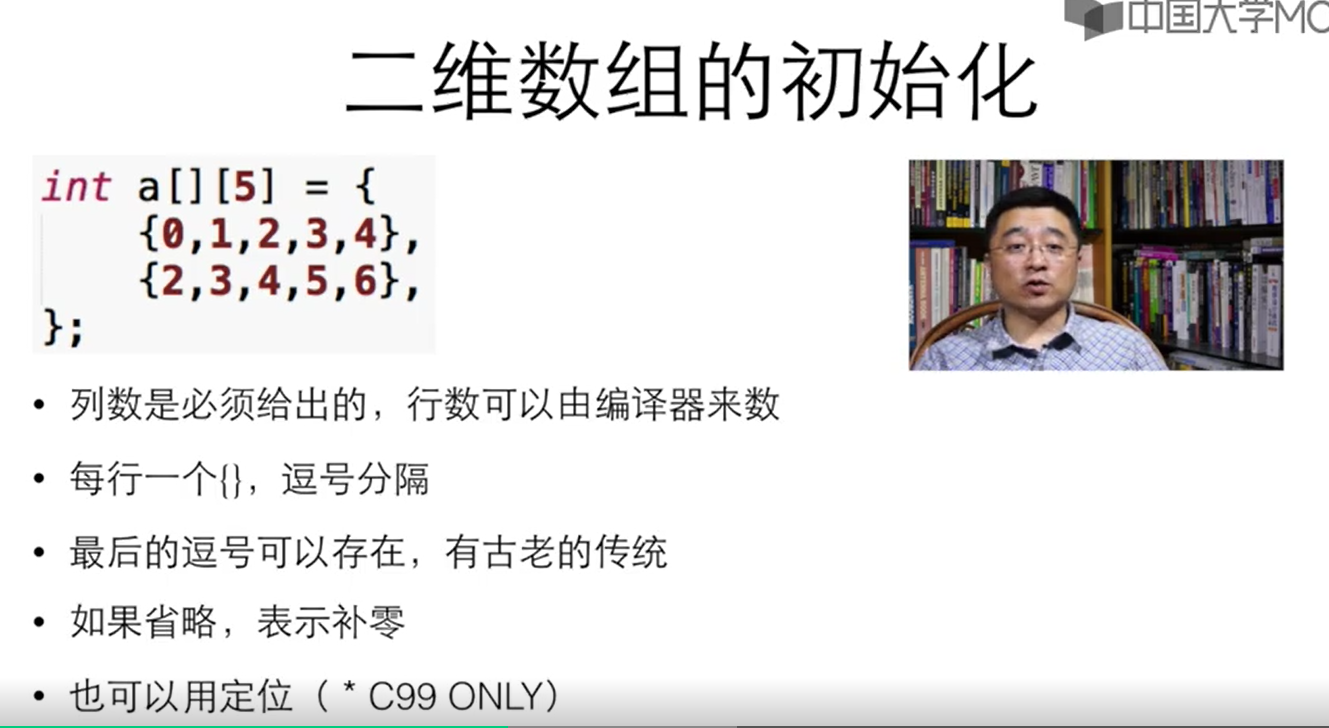 中国大学MO
二维数组的初始化
int a[][5] = {
{0,1,2,3,4},
{2,3,4,5,6},
};
• 列数是必须给出的，行数可以由编译器来数
• 每行一个{}，逗号分隔
• 最后的逗号可以存在，有古老的传统
• 如果省略，表示补零
• 也可以用定位（ * C99 ONLY）